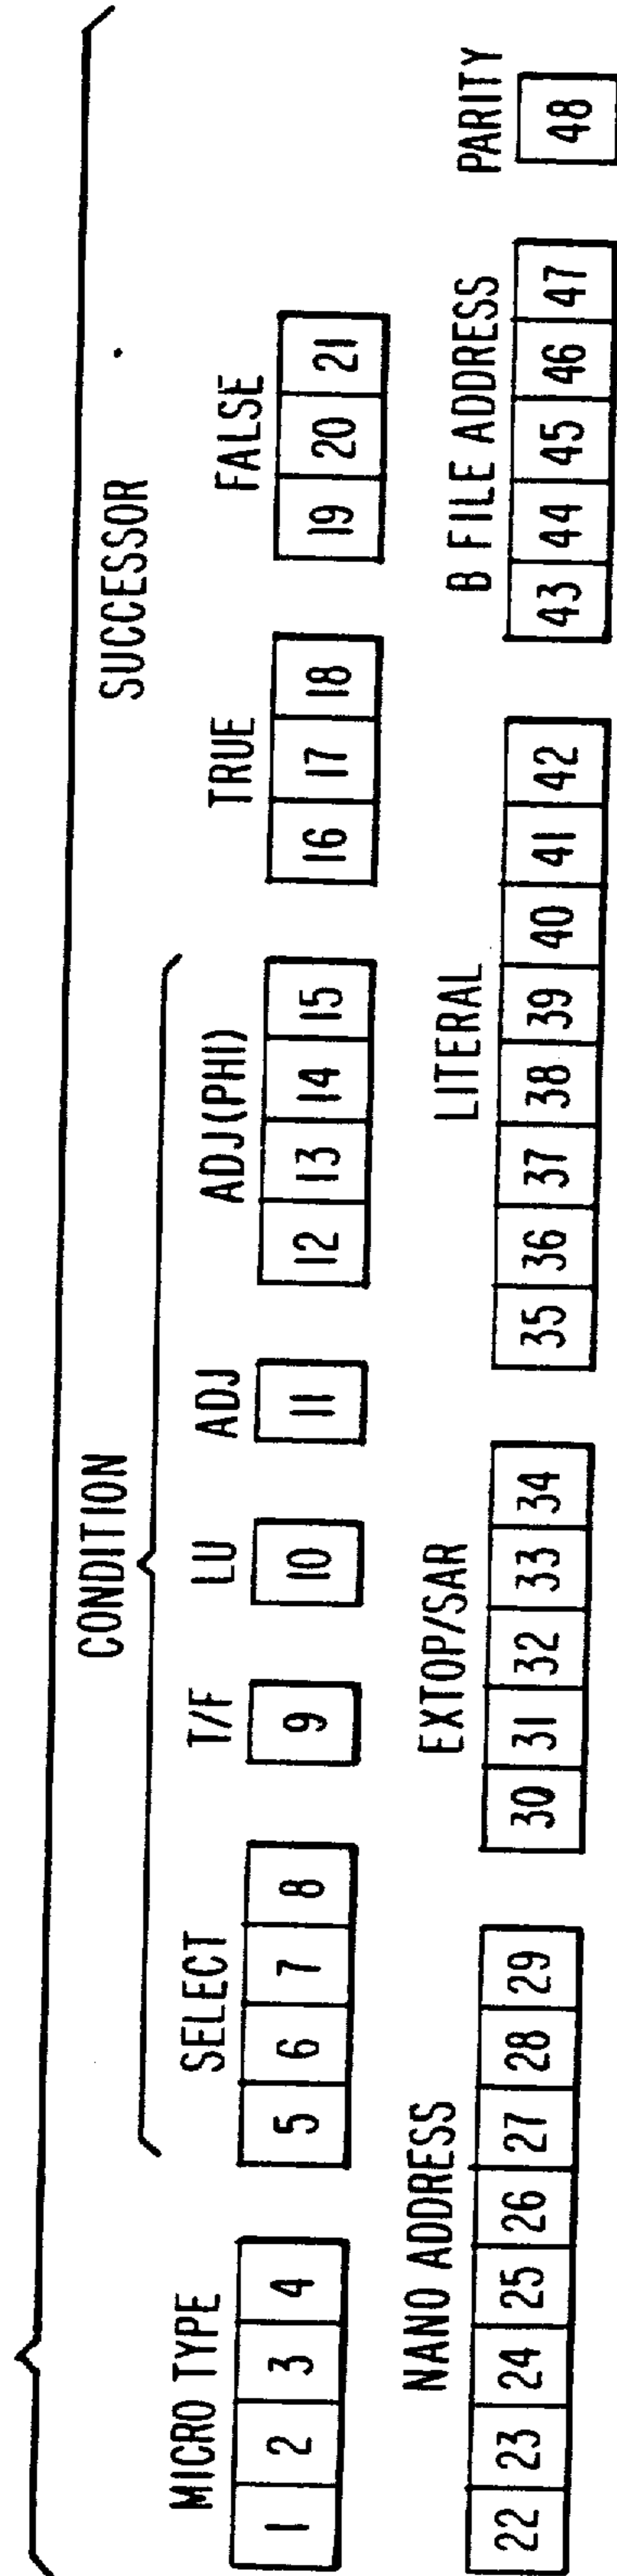 CONDITION SUCCESSOR
MICRO TYPE SELECT T/F LU ADJ ADJ(PHI) TRUE FALSE
1 2 3 4 5 6 7 8 9 10 11 12 13 14 15 16 17 18 19 20 21
NANO ADDRESS EXTOP/SAR LITERAL B FILE ADDRESS PARITY
22 23 24 25 26 27 28 29 30 31 32 33 34 35 36 37 38 39 40 41 42 43 44 45 46 47 48